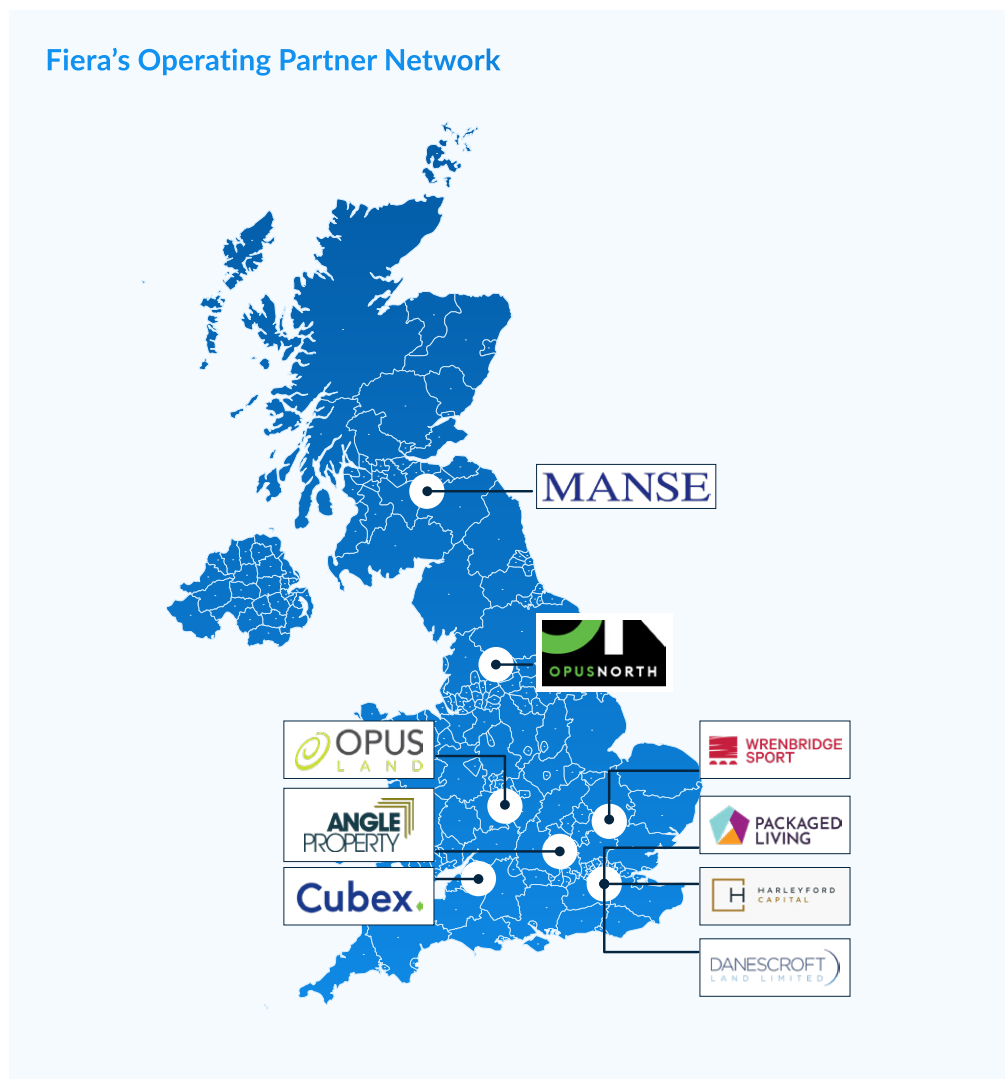 Fiera’s Operating Partner Network
MANSE
OPUSNORTH
OPUS
LAND
WRENBRIDGE
SPORT
ANGLE
PROPERTY
PACKAGED
LIVING
Cubex.
HARLEYFORD
CAPITAL
DANESCROFT
LAND LIMITED